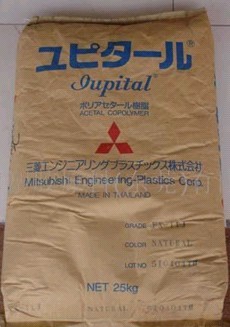 ユピタール®
Iupital®
ポリアセタール樹脂
ACETAL COPOLYMER
三菱エンジニアリングプラスチックス株式会社
Mitsubishi Engineering-Plastics Corp.
MADE IN THAILAND
GRADE
COLOR NATURAL
LOT NO
NET 25kg
NATURAL